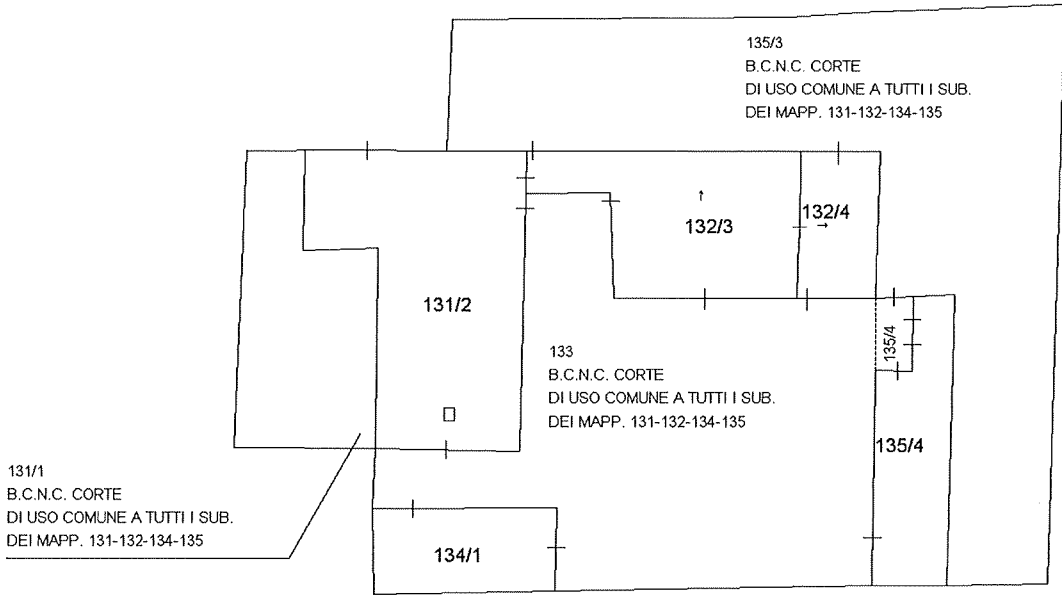 135/3
B.C.N.C. CORTE
DI USO COMUNE A TUTTI I SUB.
DEI MAPP. 131-132-134-135
132/3
132/4
131/2
133
B.C.N.C. CORTE
DI USO COMUNE A TUTTI I SUB.
DEI MAPP. 131-132-134-135
135/4
135/4
131/1
B.C.N.C. CORTE
DI USO COMUNE A TUTTI I SUB.
DEI MAPP. 131-132-134-135
134/1